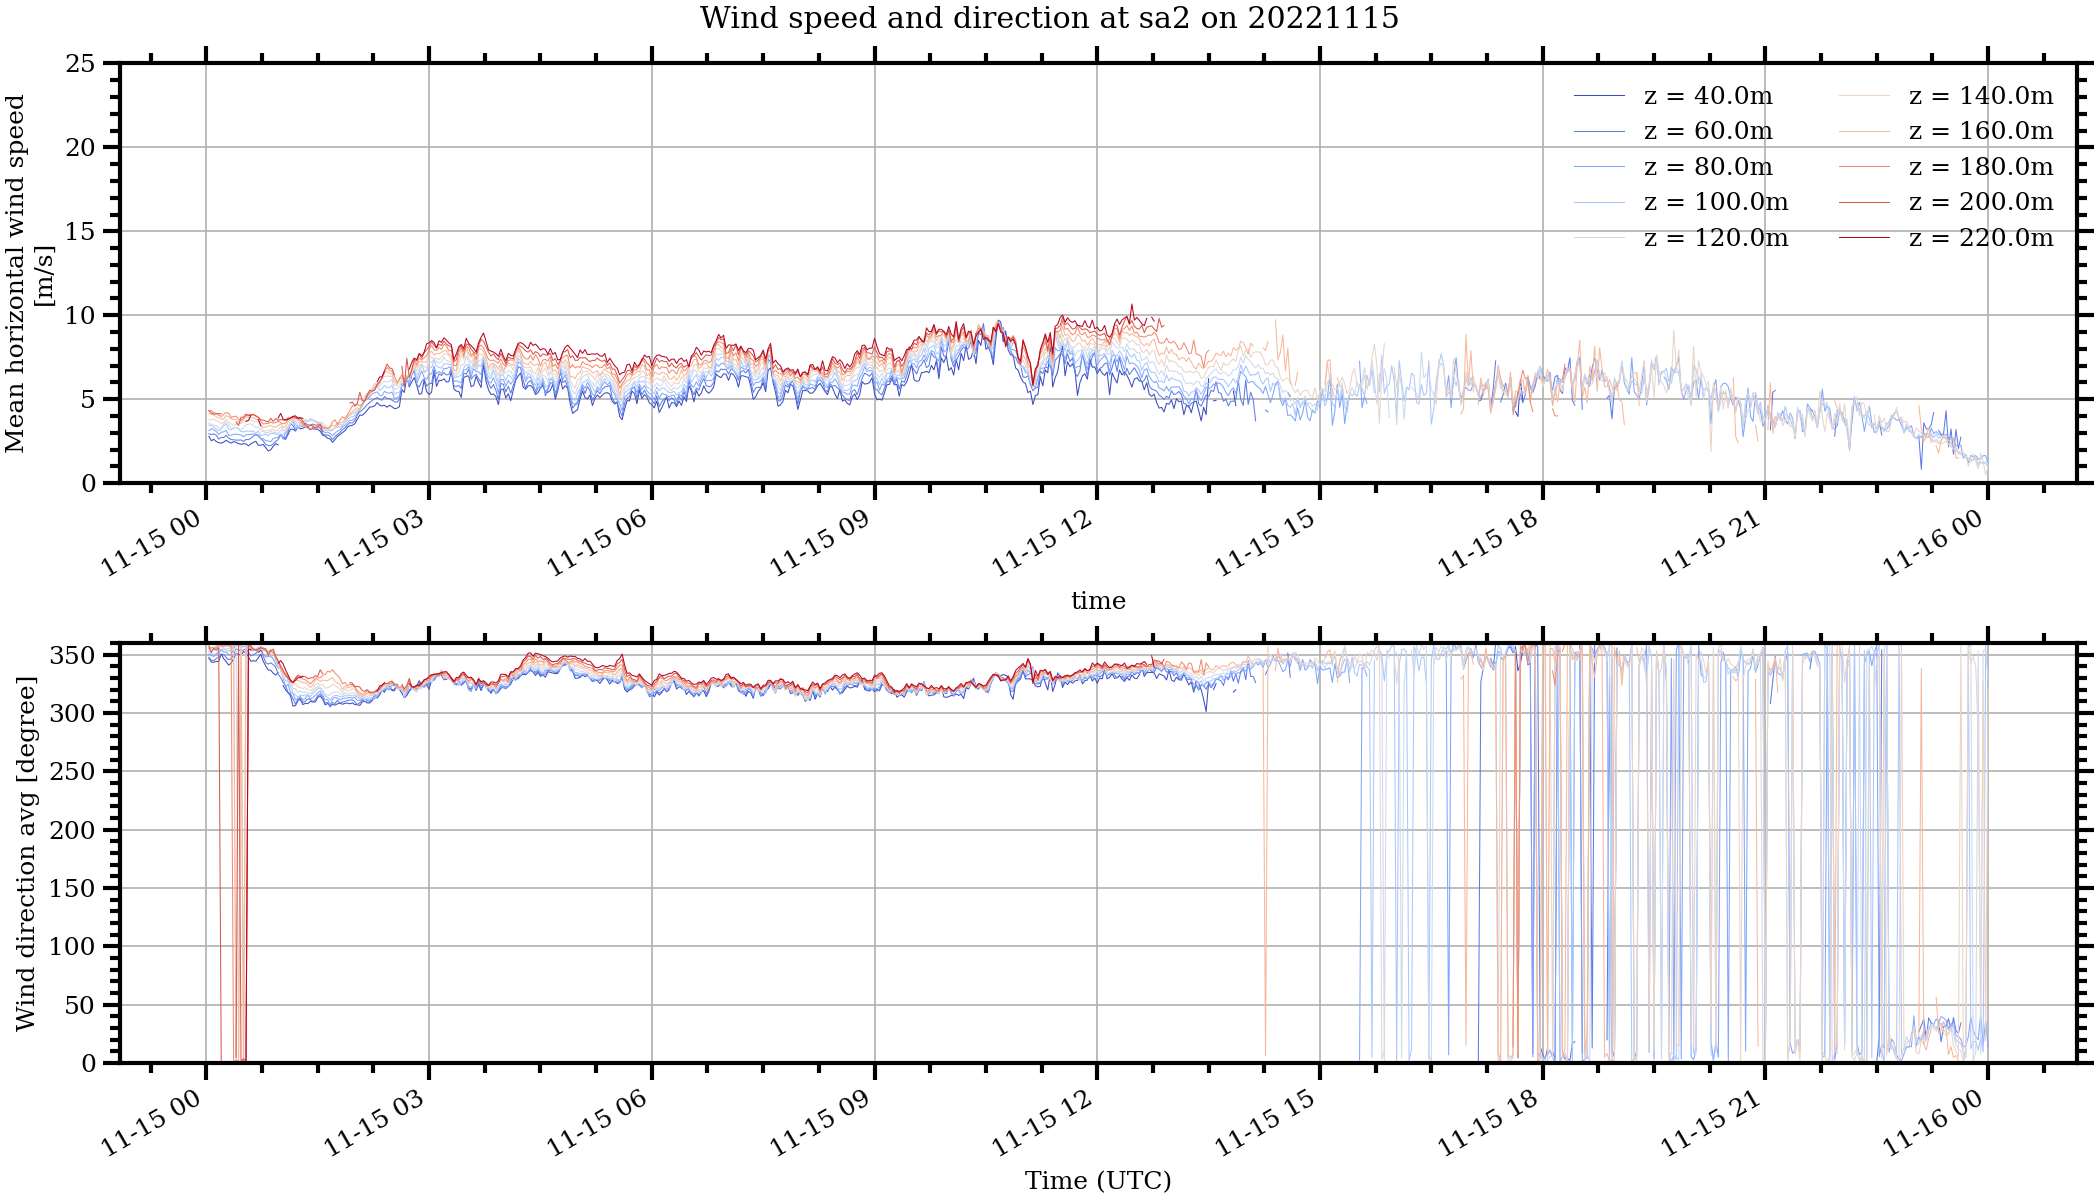 Wind speed and direction at sa2 on 20221115
Mean horizontal wind speed
[m/s]
25
20
15
10
5
0
z = 40.0m
z = 60.0m
z = 80.0m
z = 100.0m
z = 120.0m
z = 140.0m
z = 160.0m
z = 180.0m
z = 200.0m
z = 220.0m
11-15 00
11-15 03
11-15 06
11-15 09
11-15 12
11-15 15
11-15 18
11-15 21
11-16 00
time
Wind direction avg [degree]
350
300
250
200
150
100
50
0
11-15 00
11-15 03
11-15 06
11-15 09
11-15 12
11-15 15
11-15 18
11-15 21
11-16 00
Time (UTC)